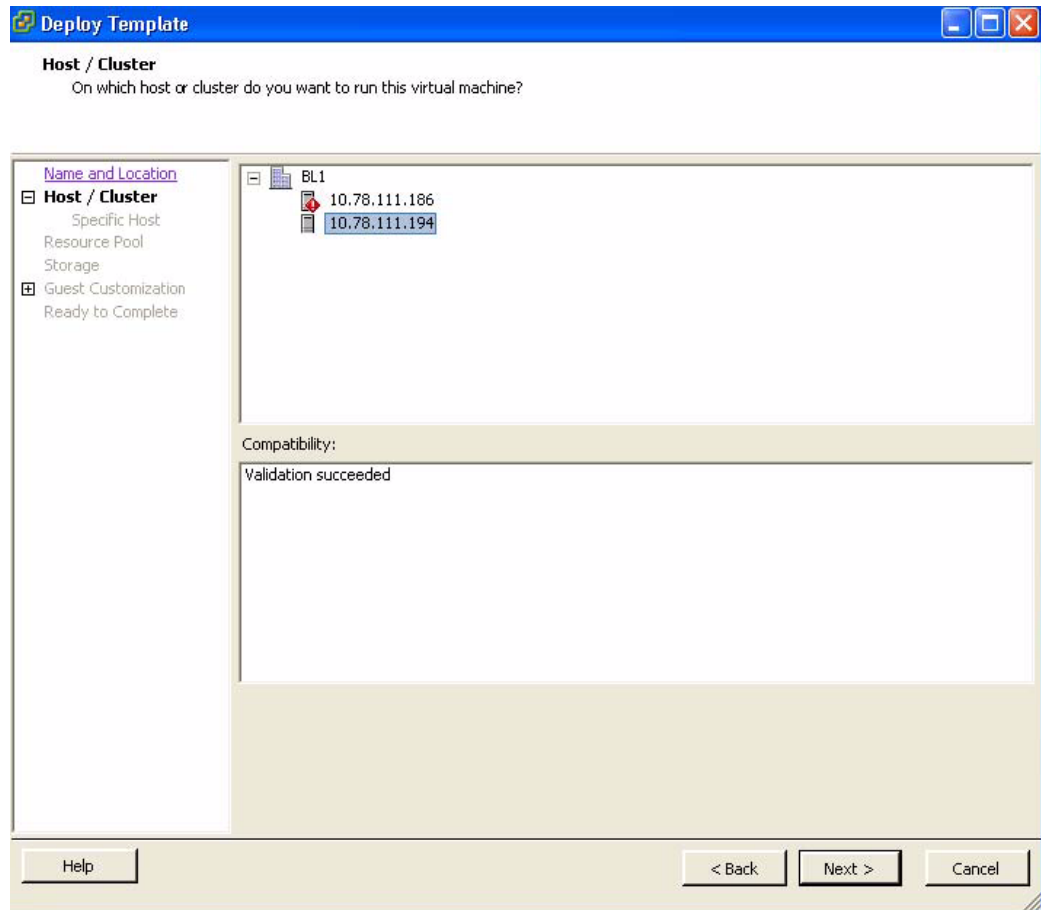 Deploy Template
Host / Cluster
On which host or cluster do you want to run this virtual machine?
Name and Location
Host / Cluster
Specific Host
Resource Pool
Storage
Guest Customization
Ready to Complete
BL1
10.78.111.186
10.78.111.194
Compatibility:
Validation succeeded
Help
< Back
Next >
Cancel